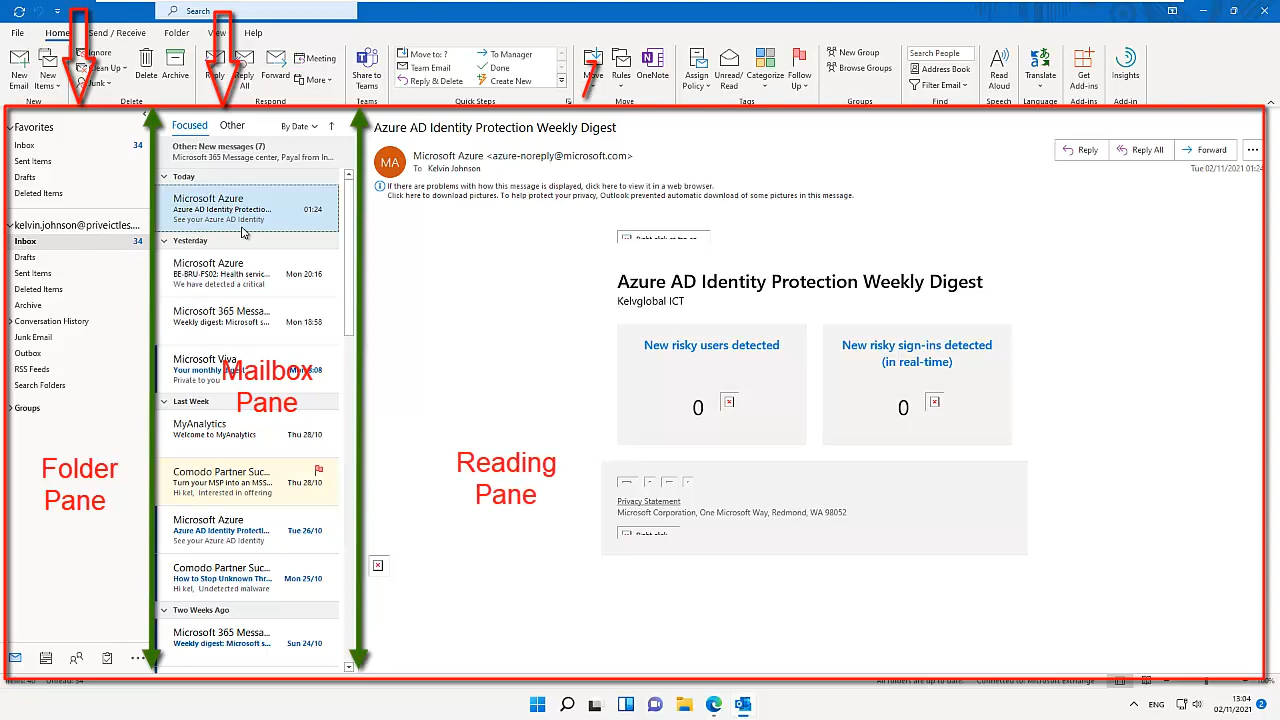 Search
File Home Send / Receive Folder View Help
New
Email
New
Items
Ignore
Clean Up
Junk
Delete
Archive
Reply
Reply
All
Forward
Meeting
More
Share to
Teams
Move to: ?
Team Email
Reply & Delete
To Manager
Done
Create New
Move
Rules
OneNote
Assign
Policy
Unread/
Read
Categorize
Follow
Up
New Group
Browse Groups
Search People
Address Book
Filter Email
Read
Aloud
Translate
Get
Add-ins
Insights
New Delete Respond Teams Quick Steps Move Tags Groups Find Speech Language Add-ins Add-in
Favorites
Inbox 34
Sent Items
Drafts
Deleted Items
kelvin.johnson@priveictles....
Inbox 34
Drafts
Sent Items
Deleted Items
Archive
Conversation History
Junk Email
Outbox
RSS Feeds
Search Folders
Groups
Folder
Pane
Focused Other By Date
Other: New messages (7)
Microsoft 365 Message center, Payal from In...
Today
Microsoft Azure
Azure AD Identity Protectio... 01:24
See your Azure AD Identity
Yesterday
Microsoft Azure
BE-BRU-FS02: Health servic... Mon 20:16
We have detected a critical
Microsoft 365 Messa...
Weekly digest: Microsoft s... Mon 18:58
Microsoft Viva
Private to you
Mailbox
Pane
Last Week
MyAnalytics
Welcome to MyAnalytics Thu 28/10
Comodo Partner Suc...
Turn your MSP into an MSS... Thu 28/10
Hi kel, Interested in offering
Microsoft Azure
Azure AD Identity Protecti... Tue 26/10
See your Azure AD Identity
Comodo Partner Suc...
How to Stop Unknown Thr... Mon 25/10
Hi kel, Undetected malware
Two Weeks Ago
Microsoft 365 Messa...
Weekly digest: Microsoft s... Sun 24/10
Azure AD Identity Protection Weekly Digest
MA
Microsoft Azure <azure-noreply@microsoft.com>
To Kelvin Johnson
Reply Reply All Forward
Tue 02/11/2021 01:24
If there are problems with how this message is displayed, click here to view it in a web browser.
Click here to download pictures. To help protect your privacy, Outlook prevented automatic download of some pictures in this message.
Azure AD Identity Protection Weekly Digest
Kelvglobal ICT
New risky users detected
0
New risky sign-ins detected
(in real-time)
0
Reading
Pane
Privacy Statement
Microsoft Corporation, One Microsoft Way, Redmond, WA 98052
ENG 13:04
02/11/2021 2